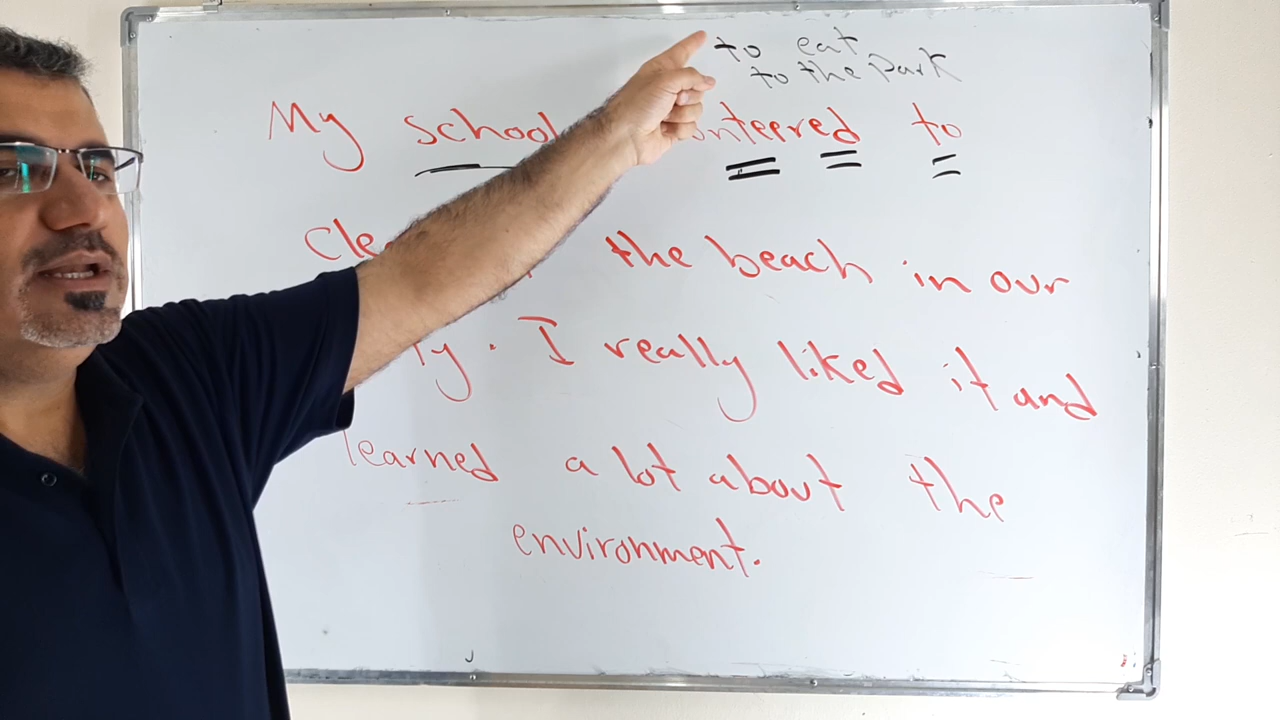 to eat
to the park
My school nteered to
Cle the beach in our
ty. I really liked it and
learned a lot about the
environment.